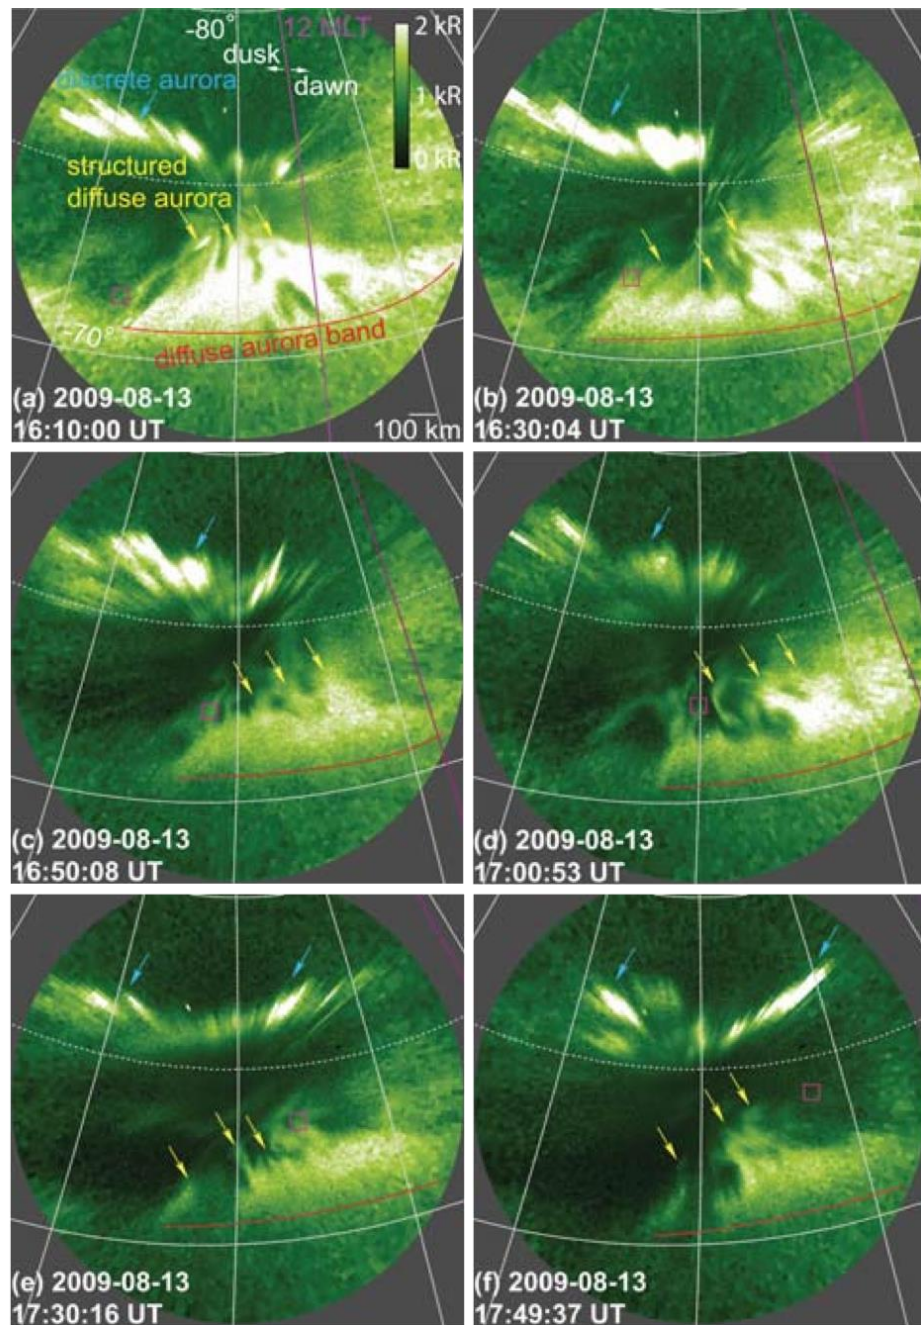 -80°
12 MLT
2 kR
dusk
dawn
discrete aurora
1 kR
0 kR
structured
diffuse aurora
-70°
diffuse aurora band
(a) 2009-08-13
16:10:00 UT
100 km
(b) 2009-08-13
16:30:04 UT
(c) 2009-08-13
16:50:08 UT
(d) 2009-08-13
17:00:53 UT
(e) 2009-08-13
17:30:16 UT
(f) 2009-08-13
17:49:37 UT